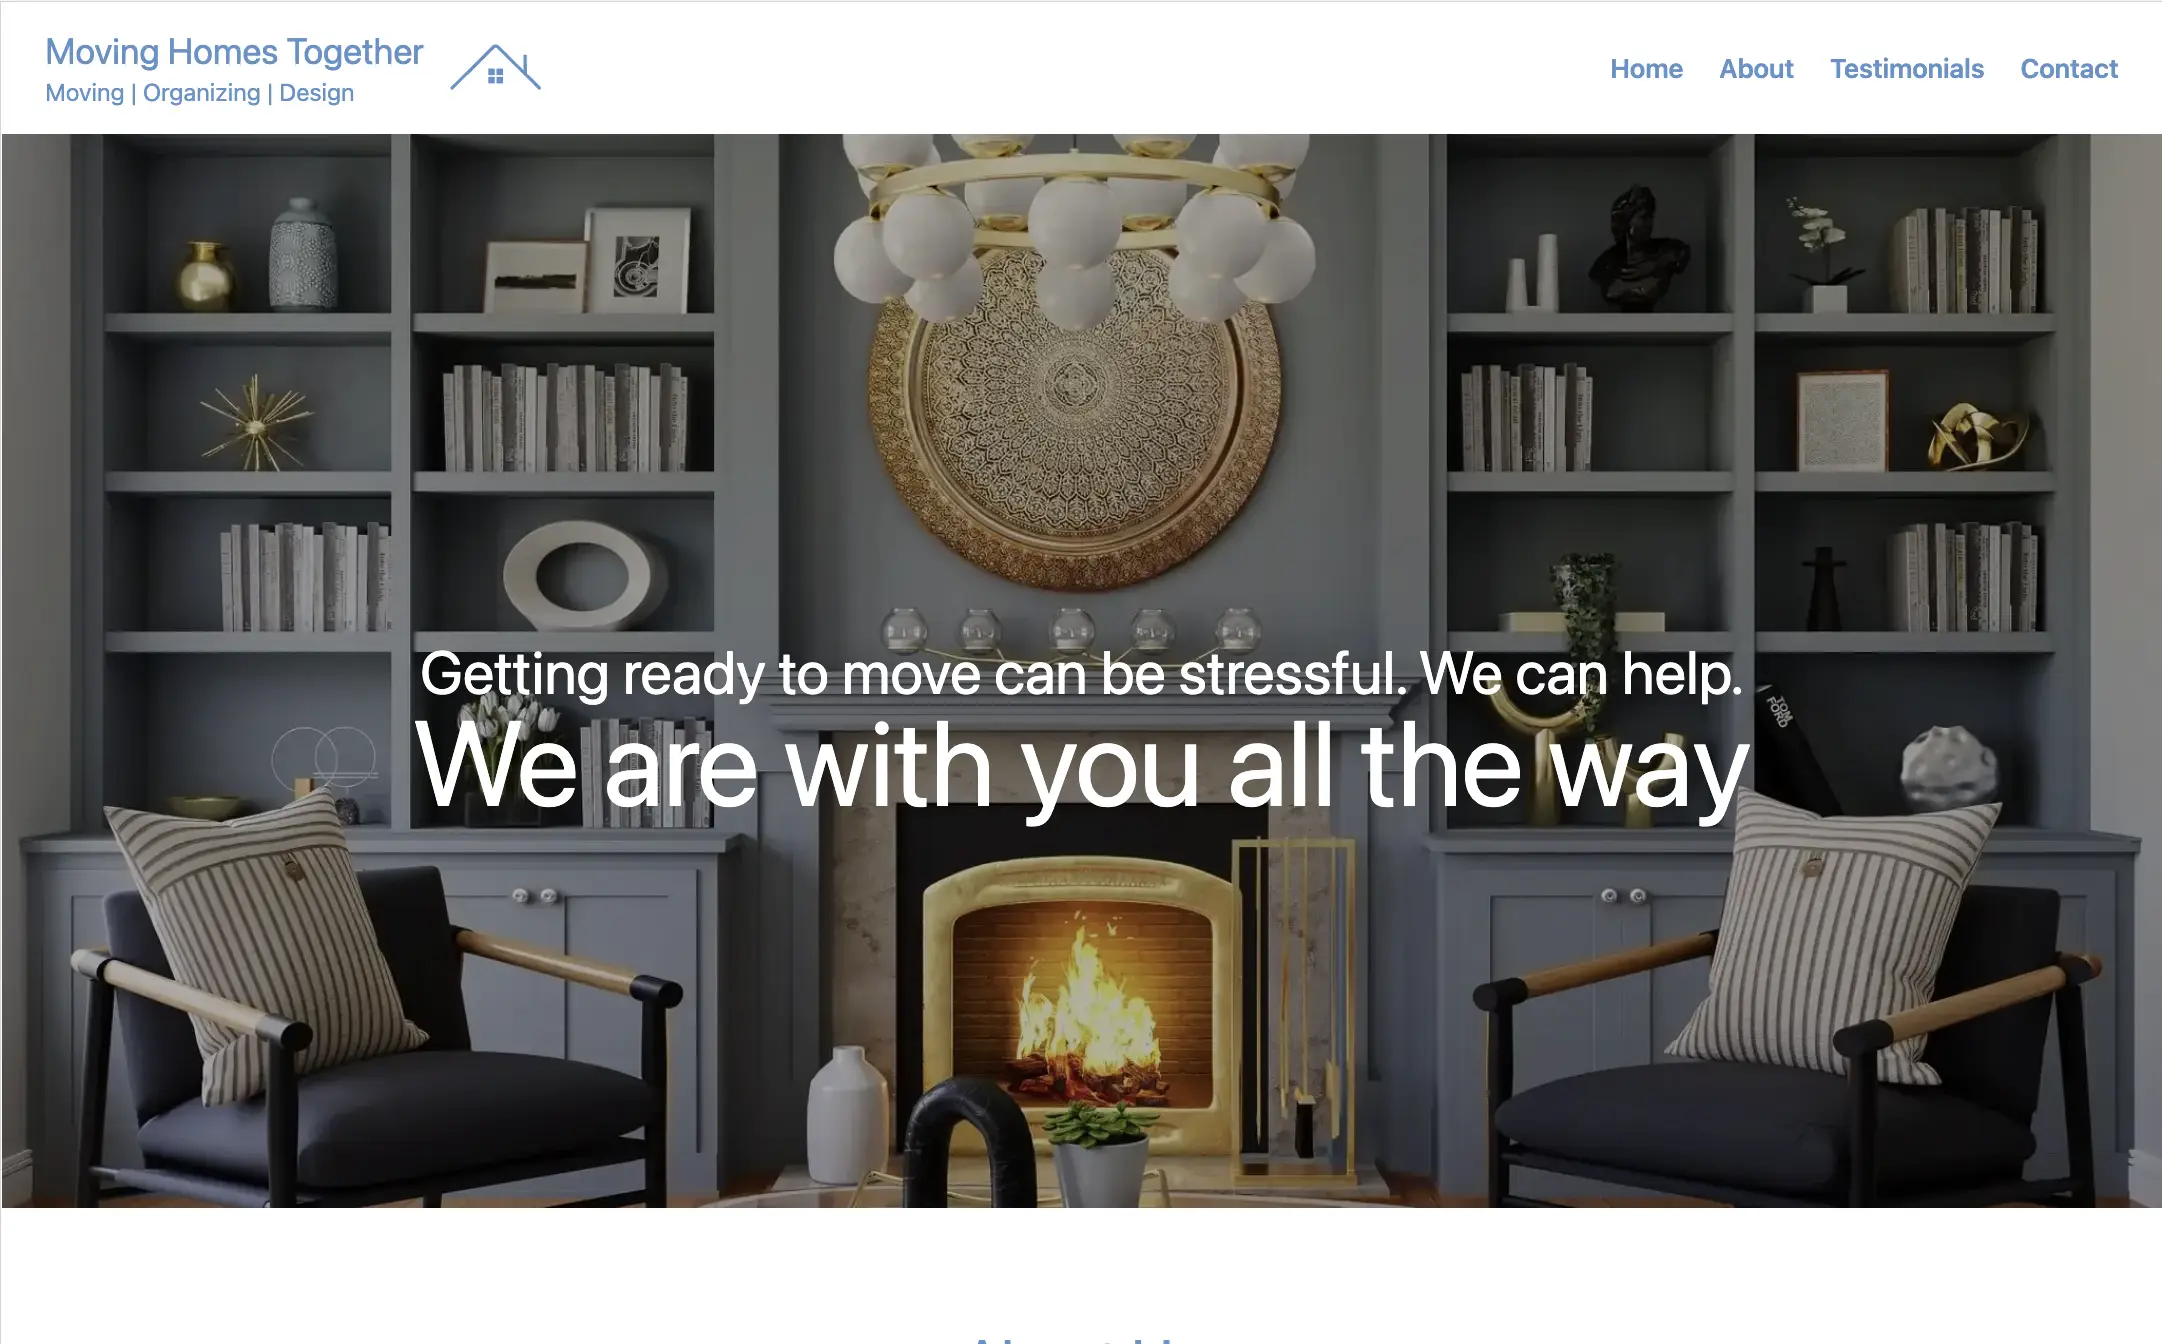 Moving Homes Together
Moving | Organizing | Design
Home About Testimonials Contact
TOM FORD
Getting ready to move can be stressful. We can help.
We are with you all the way